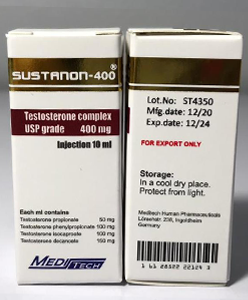 SUSTANON-400®
Testosterone complex
USP grade 400 mg
Injection 10 ml
Each ml contains
Testosterone propionate 50 mg
Testosterone phenylpropionate 100 mg
Testosterone isocaproate 100 mg
Testosterone decanoate 150 mg
MEDITECH
Lot.No: ST4350
Mfg.date: 12/20
Exp.date: 12/24
FOR EXPORT ONLY
Storage:
In a cool dry place.
Protect from light.
Meditech Human Pharmaceuticals
208, Ingolheim
Germany